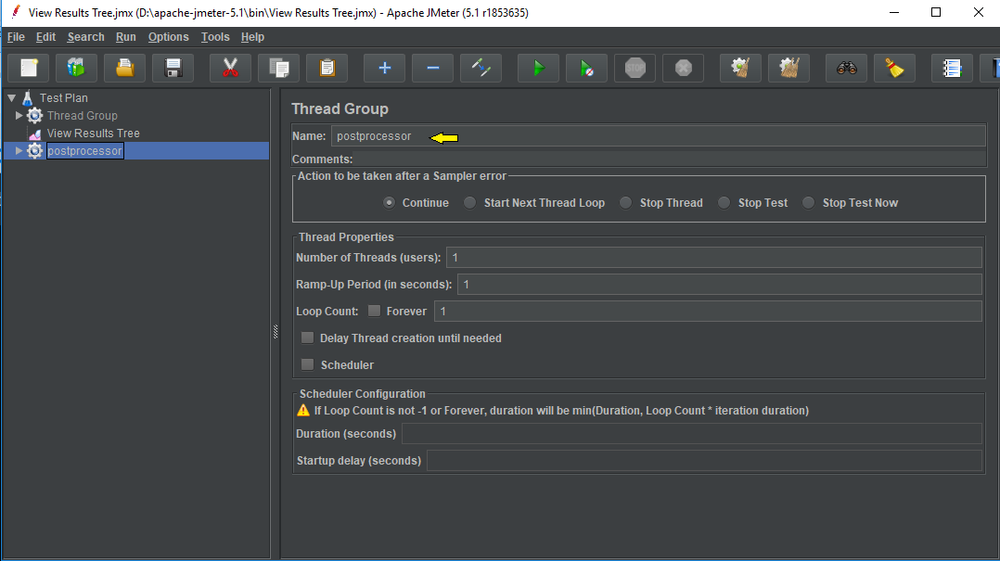 View Results Tree.jmx (D:\apache-jmeter-5.1\bin\View Results Tree.jmx) - Apache JMeter (5.1 r1853635)
File Edit Search Run Options Tools Help
STOP
Test Plan
Thread Group
View Results Tree
postprocessor
Thread Group
Name: postprocessor
Comments:
Action to be taken after a Sampler error
Continue Start Next Thread Loop Stop Thread Stop Test Stop Test Now
Thread Properties
Number of Threads (users): 1
Ramp-Up Period (in seconds): 1
Loop Count: Forever 1
Delay Thread creation until needed
Scheduler
Scheduler Configuration
If Loop Count is not -1 or Forever, duration will be min(Duration, Loop Count * iteration duration)
Duration (seconds)
Startup delay (seconds)